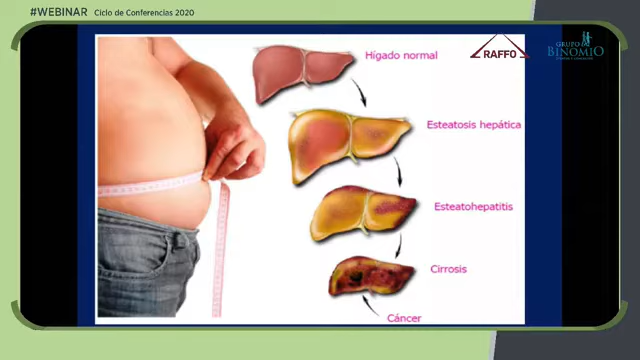 #WEBINAR Ciclo de Conferencias 2020
RAFFO
GRUPO
BINOMIO
Hígado normal
Esteatosis hepática
Esteatohepatitis
Cirrosis
Cáncer